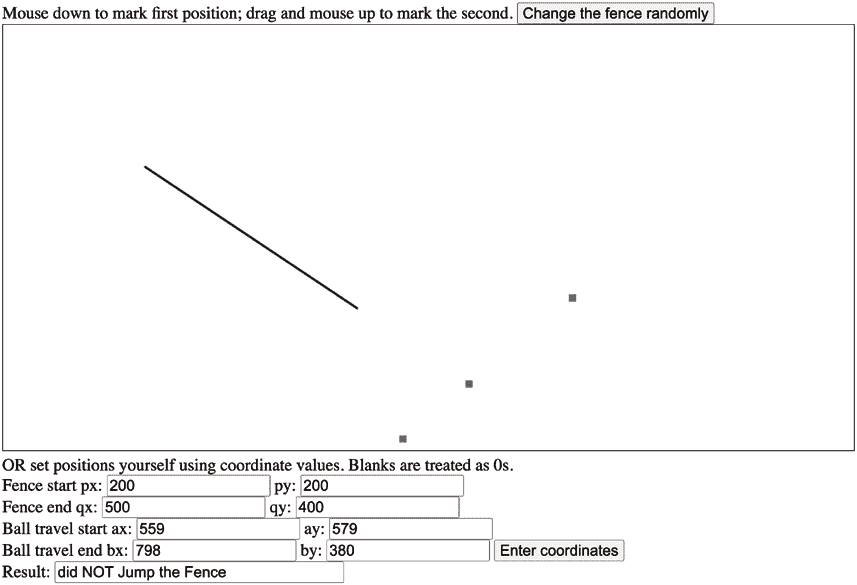 Mouse down to mark first position; drag and mouse up to mark the second. Change the fence randomly
OR set positions yourself using coordinate values. Blanks are treated as 0s.
Fence start px: 200 py: 200
Fence end qx: 500 qy: 400
Ball travel start ax: 559 ay: 579
Ball travel end bx: 798 by: 380 Enter coordinates
Result: did NOT Jump the Fence